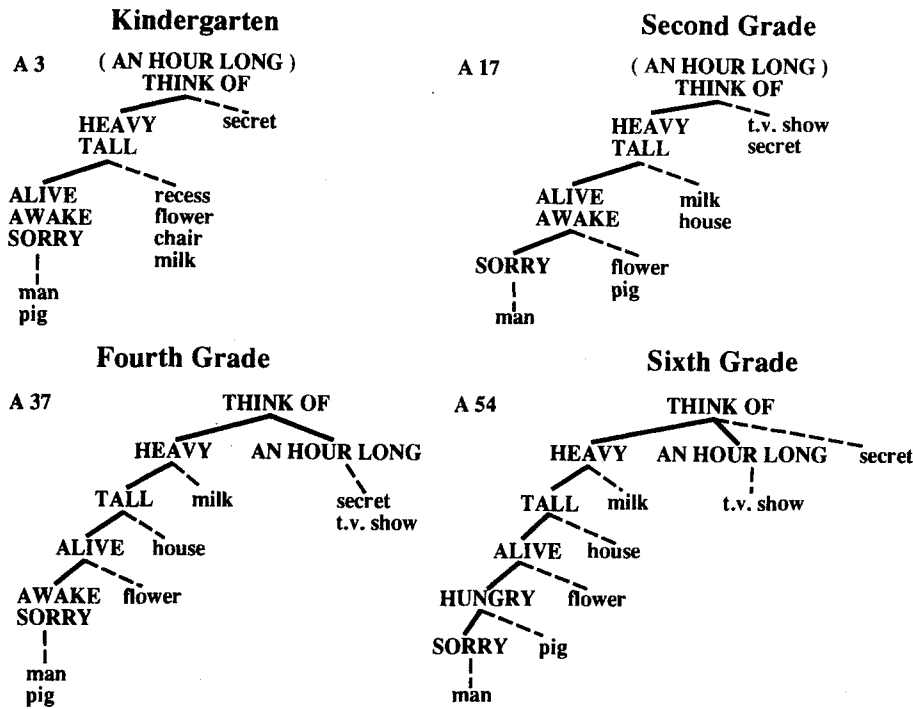 Kindergarten
A 3
( AN HOUR LONG )
THINK OF
HEAVY
TALL
secret
ALIVE
AWAKE
SORRY
recess
flower
chair
milk
man
pig
Second Grade
A 17
( AN HOUR LONG )
THINK OF
HEAVY
TALL
t.v. show
secret
ALIVE
AWAKE
milk
house
SORRY
flower
pig
man
Fourth Grade
A 37
THINK OF
HEAVY
AN HOUR LONG
TALL
milk
secret
t.v. show
ALIVE
house
AWAKE
SORRY
flower
man
pig
Sixth Grade
A 54
THINK OF
HEAVY
AN HOUR LONG
secret
TALL
milk
t.v. show
ALIVE
house
HUNGRY
flower
SORRY
pig
man